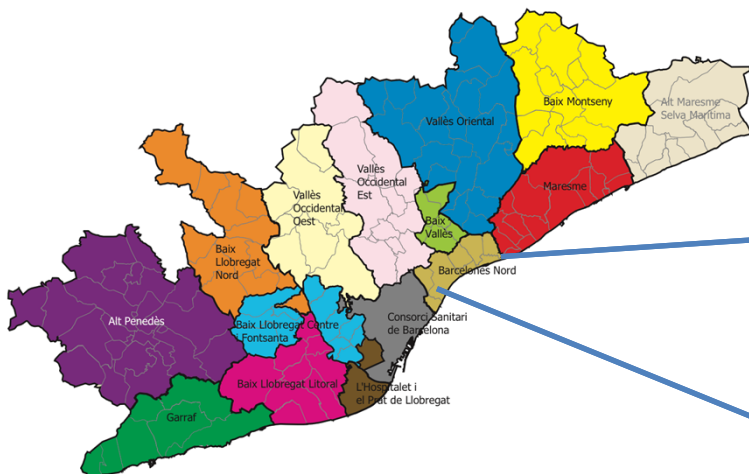 Baix Montseny
Alt Maresme
Selva Marítima
Vallès Oriental
Vallès
Occidental
Est
Maresme
Vallès
Occidental
Oest
Baix
Vallès
Baix
Llobregat
Nord
Barcelonès Nord
Alt Penedès
Baix Llobregat Centre
Fontsanta
Consorci Sanitari
de Barcelona
Baix Llobregat Litoral
L'Hospitalet i
el Prat de Llobregat
Garraf